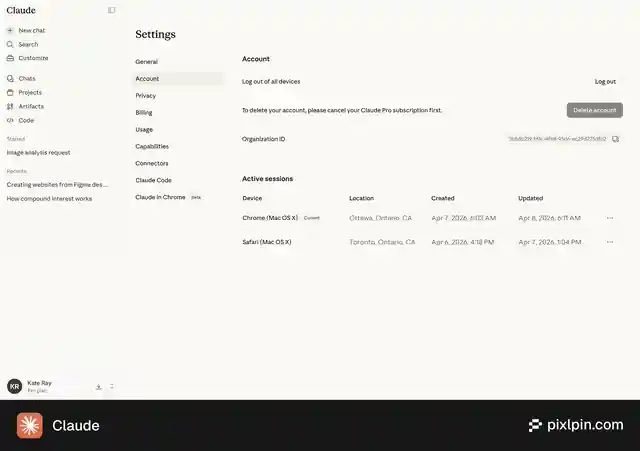 Claude
New chat
Search
Customize
Chats
Projects
Artifacts
Code
Starred
Image analysis request
Recents
Creating websites from Figma des...
How compound interest works
Kate Ray
Pro plan
KR
Settings
General
Account
Privacy
Billing
Usage
Capabilities
Connectors
Claude Code
Claude in Chrome Beta
Account
Log out of all devices Log out
To delete your account, please cancel your Claude Pro subscription first. Delete account
Organization ID
Active sessions
Device Location Created Updated
Chrome (Mac OS X) Current Ottawa, Ontario, CA Apr 7, 2026, 6:03 AM Apr 8, 2026, 6:11 AM
Safari (Mac OS X) Toronto, Ontario, CA Apr 6, 2026, 4:18 PM Apr 7, 2026, 1:04 PM
Claude
pixlpin.com